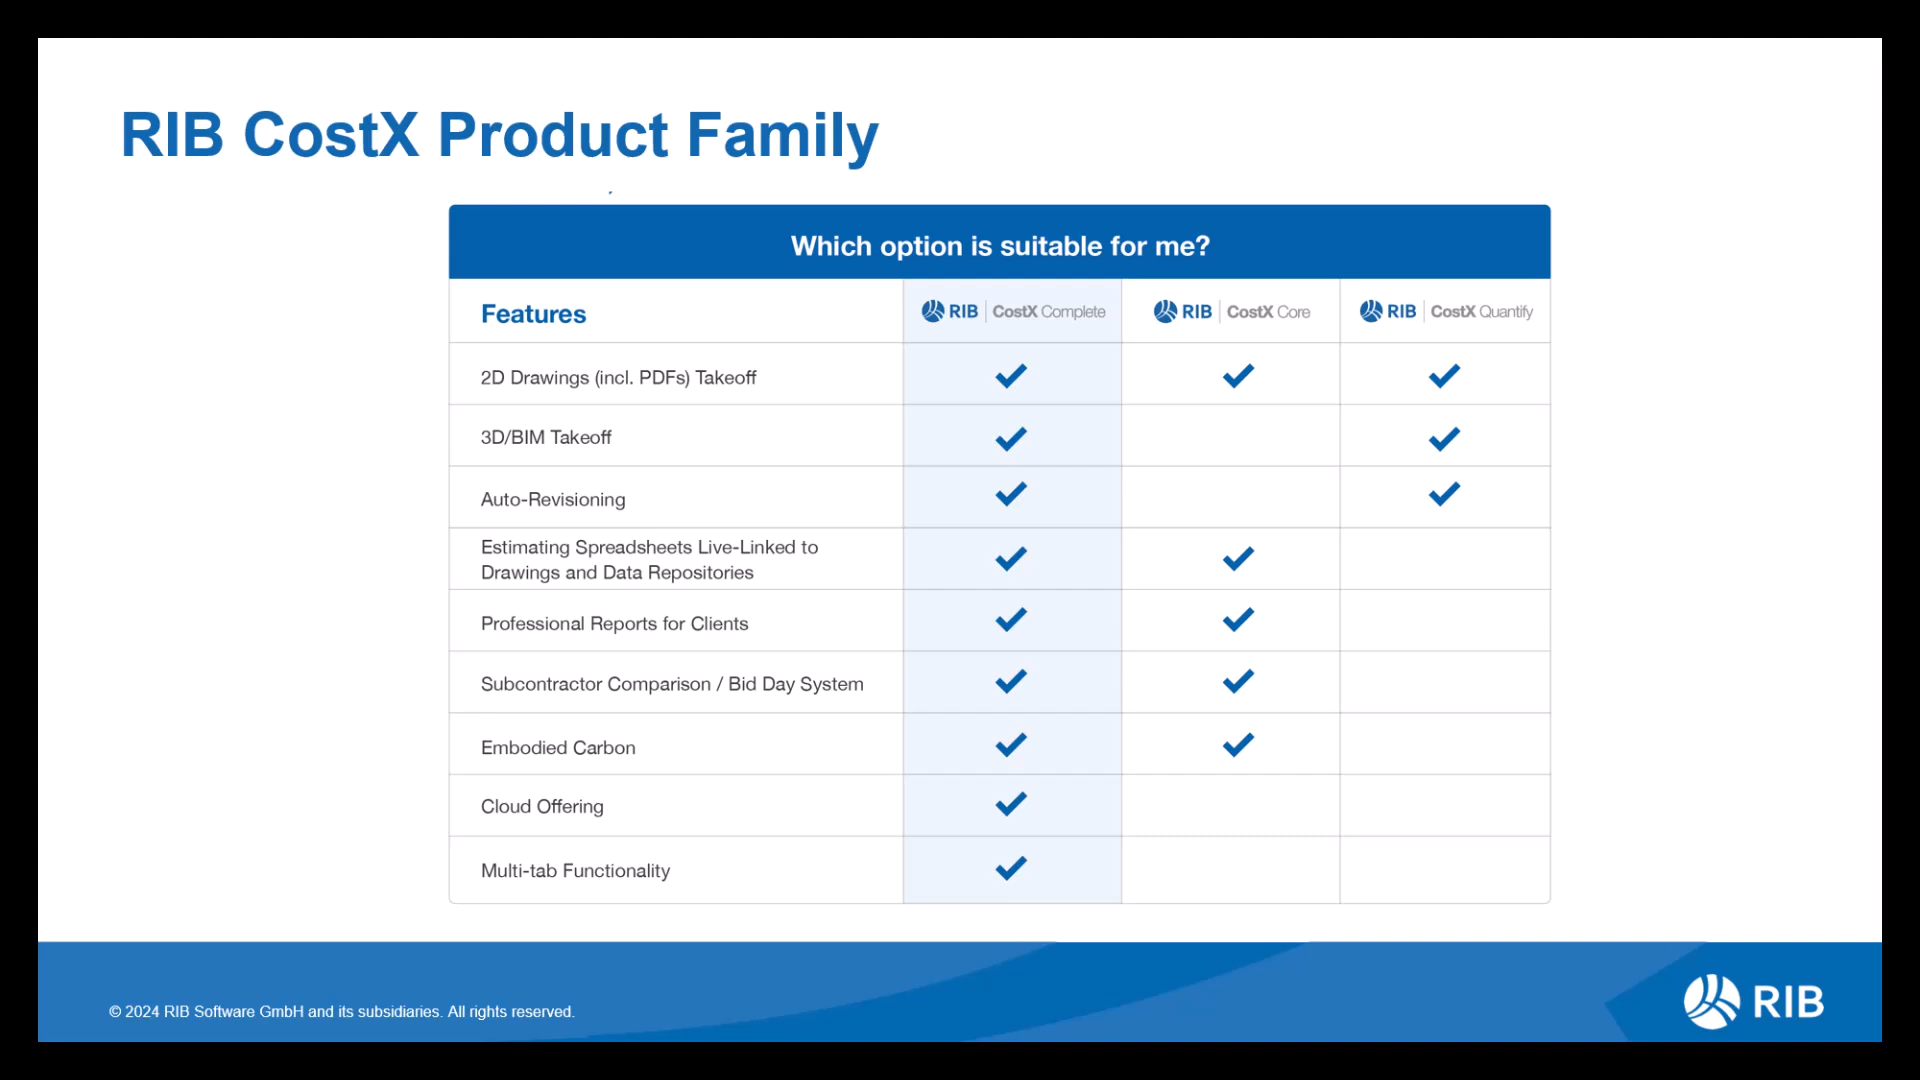 RIB CostX Product Family
Which option is suitable for me?
Features
RIB | CostX Complete
RIB | CostX Core
RIB | CostX Quantify
2D Drawings (incl. PDFs) Takeoff
3D/BIM Takeoff
Auto-Revisioning
Estimating Spreadsheets Live-Linked to
Drawings and Data Repositories
Professional Reports for Clients
Subcontractor Comparison / Bid Day System
Embodied Carbon
Cloud Offering
Multi-tab Functionality
© 2024 RIB Software GmbH and its subsidiaries. All rights reserved.
RIB